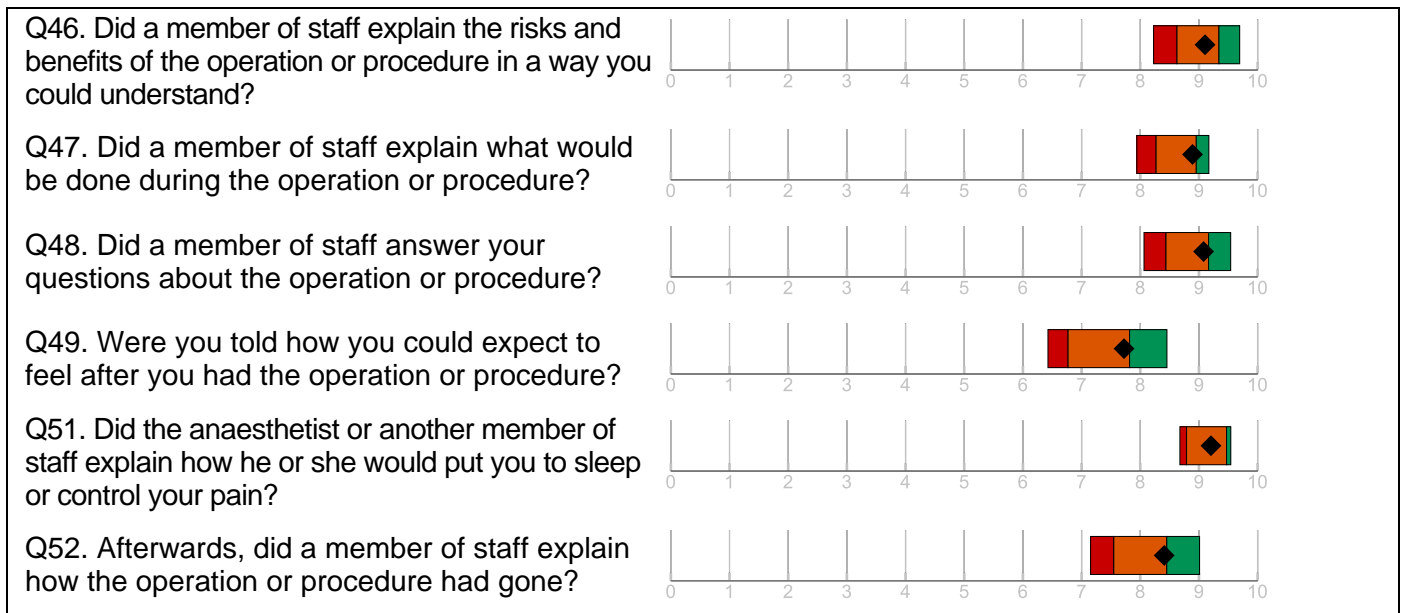 Q46. Did a member of staff explain the risks and
benefits of the operation or procedure in a way you
could understand?
0 1 2 3 4 5 6 7 8 9 10
Q47. Did a member of staff explain what would
be done during the operation or procedure?
0 1 2 3 4 5 6 7 8 9 10
Q48. Did a member of staff answer your
questions about the operation or procedure?
0 1 2 3 4 5 6 7 8 9 10
Q49. Were you told how you could expect to
feel after you had the operation or procedure?
0 1 2 3 4 5 6 7 8 9 10
Q51. Did the anaesthetist or another member of
staff explain how he or she would put you to sleep
or control your pain?
0 1 2 3 4 5 6 7 8 9 10
Q52. Afterwards, did a member of staff explain
how the operation or procedure had gone?
0 1 2 3 4 5 6 7 8 9 10